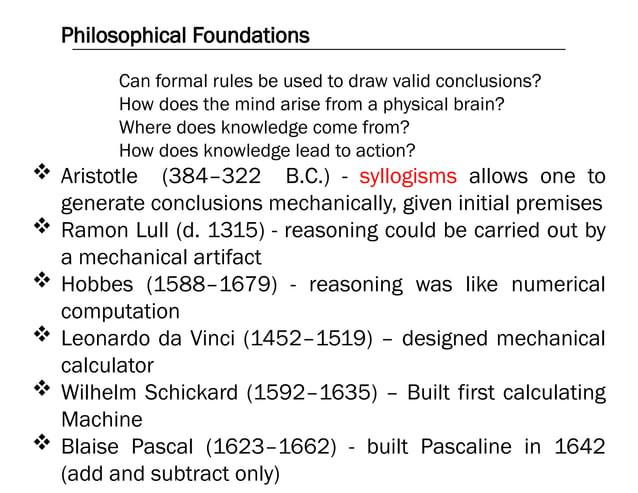 Philosophical Foundations
Can formal rules be used to draw valid conclusions?
How does the mind arise from a physical brain?
Where does knowledge come from?
How does knowledge lead to action?
❖ Aristotle (384–322 B.C.) - syllogisms allows one to
generate conclusions mechanically, given initial premises
❖ Ramon Lull (d. 1315) - reasoning could be carried out by
a mechanical artifact
❖ Hobbes (1588–1679) - reasoning was like numerical
computation
❖ Leonardo da Vinci (1452–1519) – designed mechanical
calculator
❖ Wilhelm Schickard (1592–1635) – Built first calculating
Machine
❖ Blaise Pascal (1623–1662) - built Pascaline in 1642
(add and subtract only)